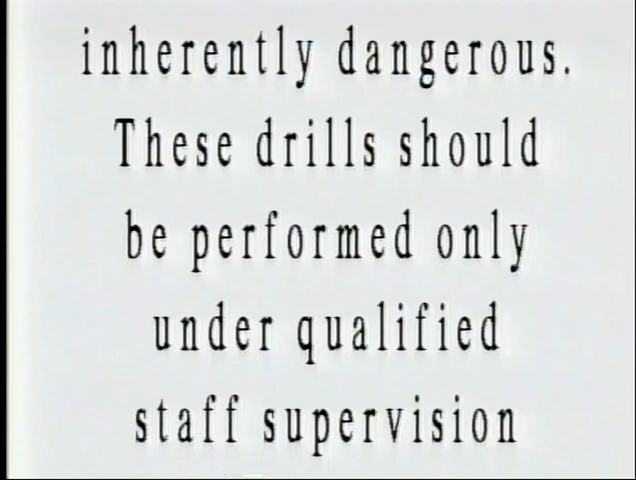 inherently dangerous.
These drills should
be performed only
under qualified
staff supervision